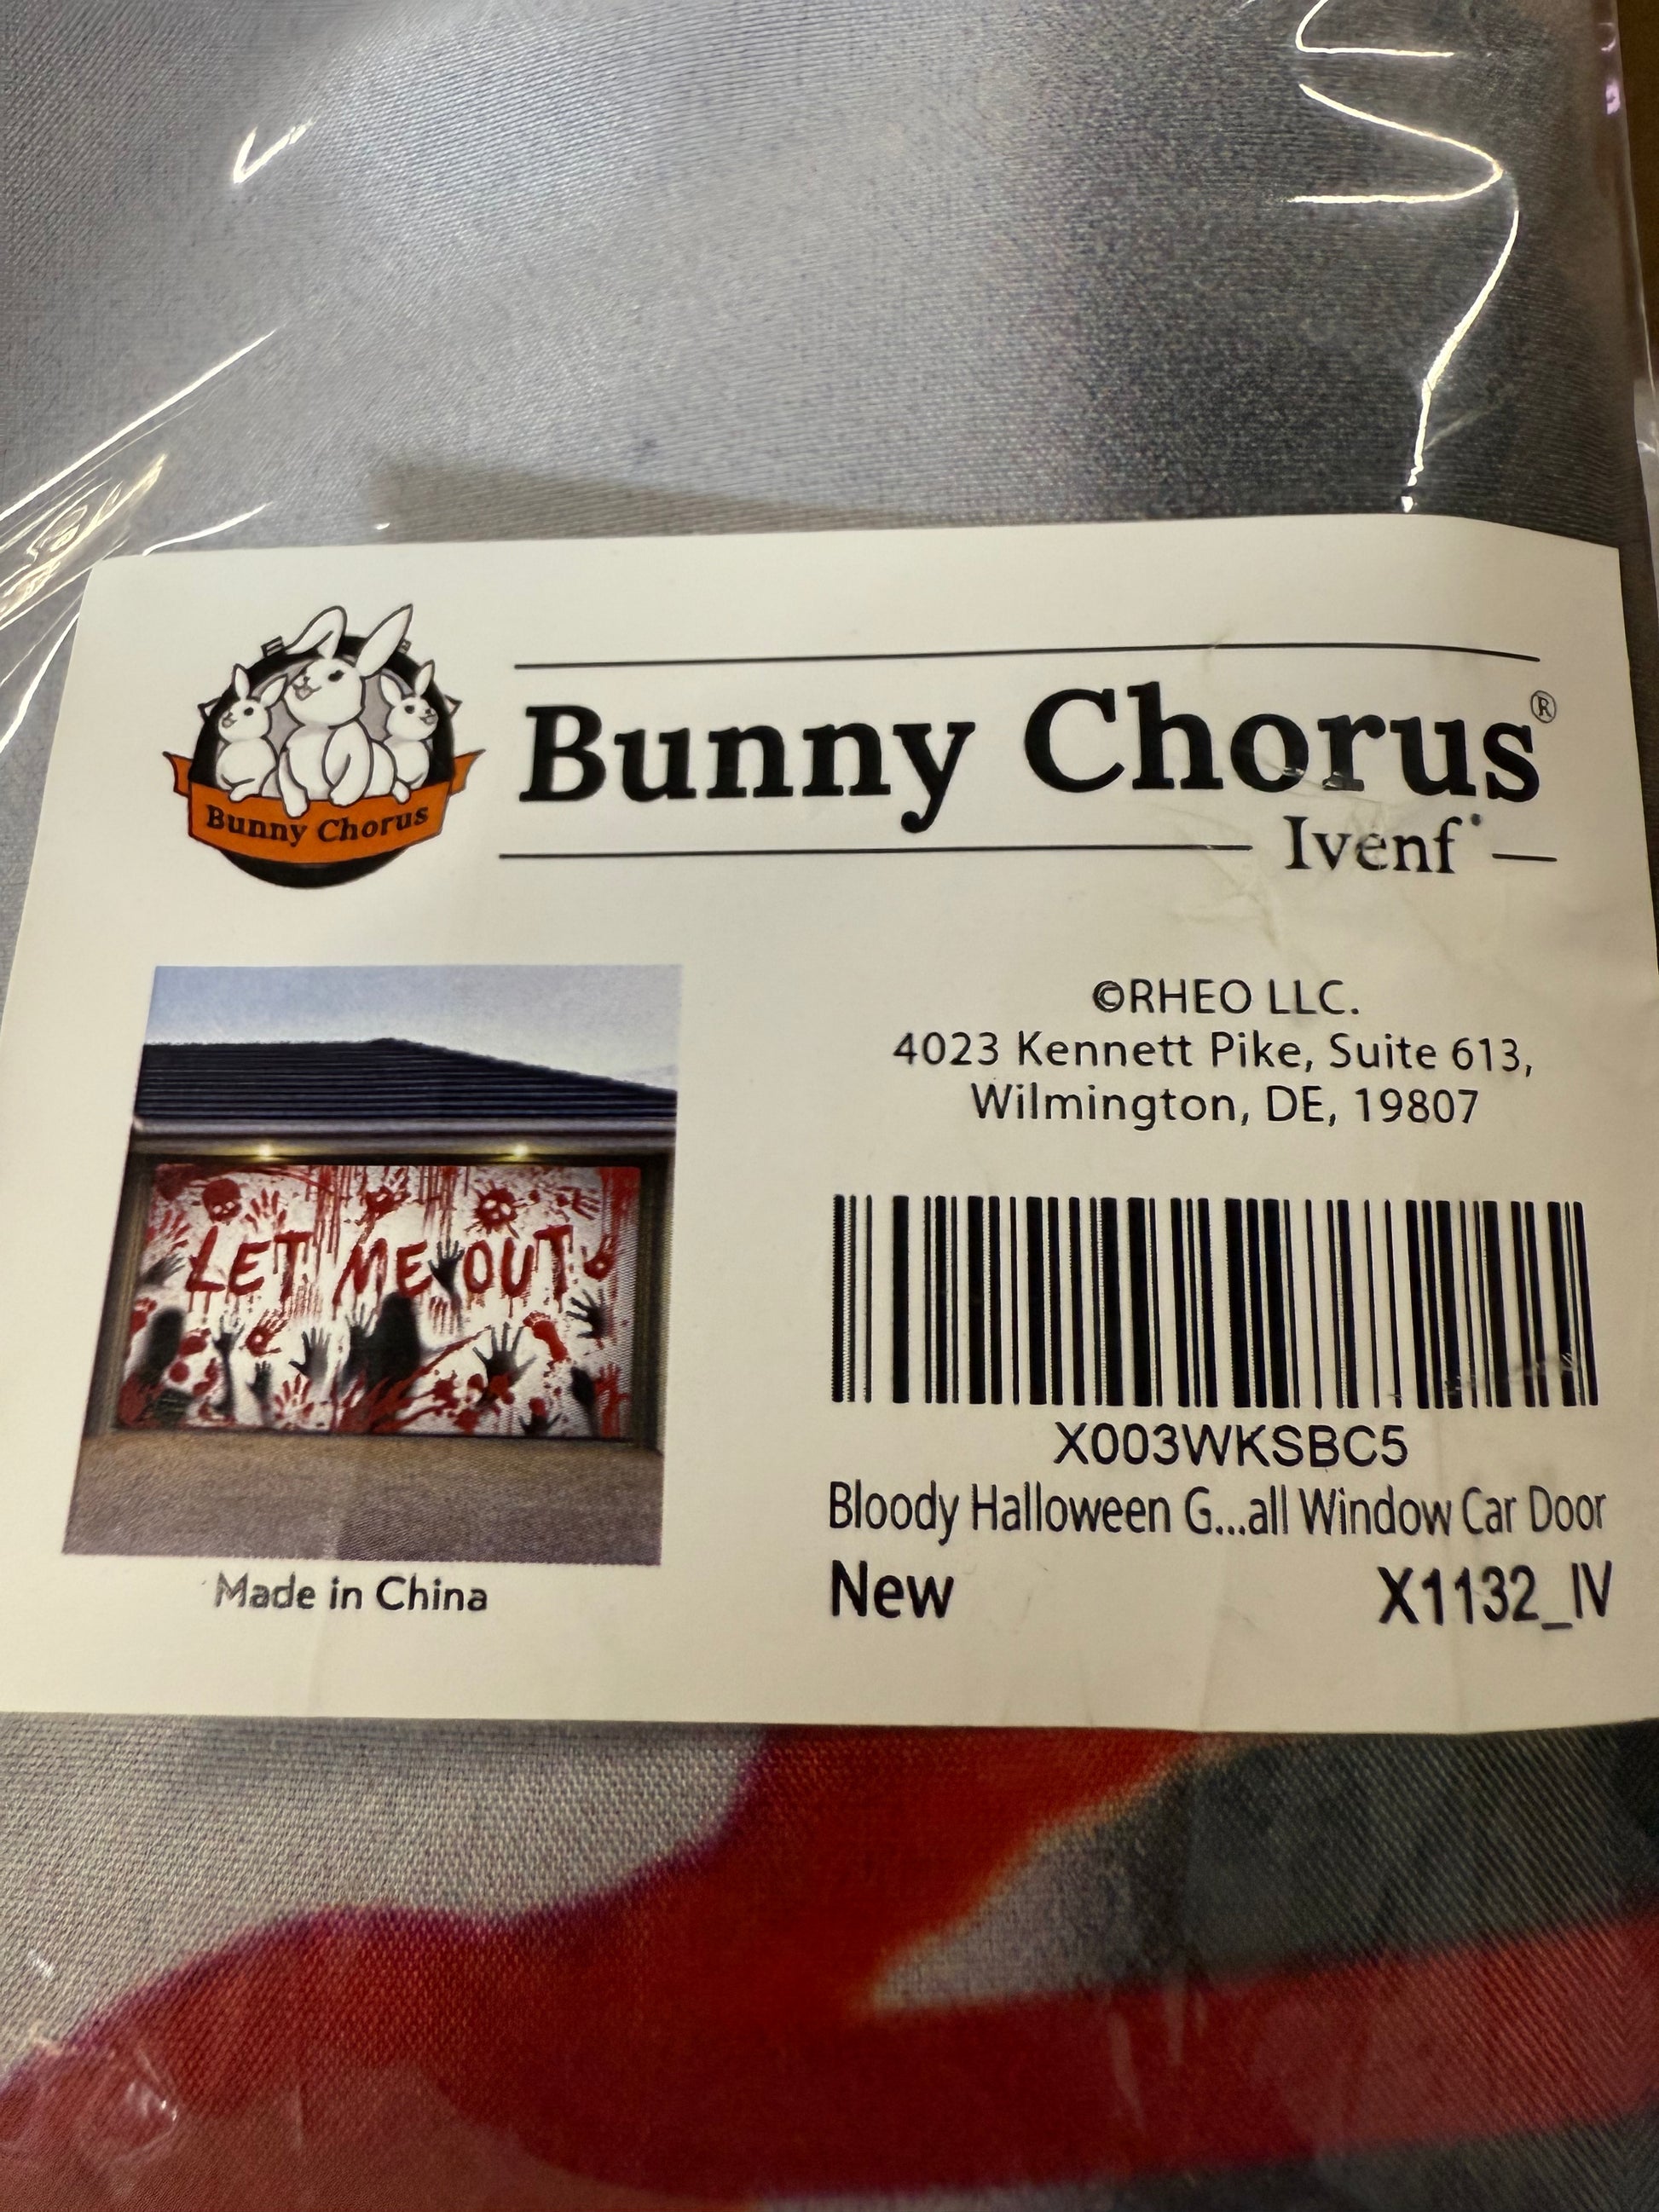 Bunny Chorus
Bunny Chorus®
Ivenf
©RHEO LLC.
4023 Kennett Pike, Suite 613,
Wilmington, DE, 19807
LET ME OUT
X003WKSBC5
Bloody Halloween G...all Window Car Door
New X1132_IV
Made in China